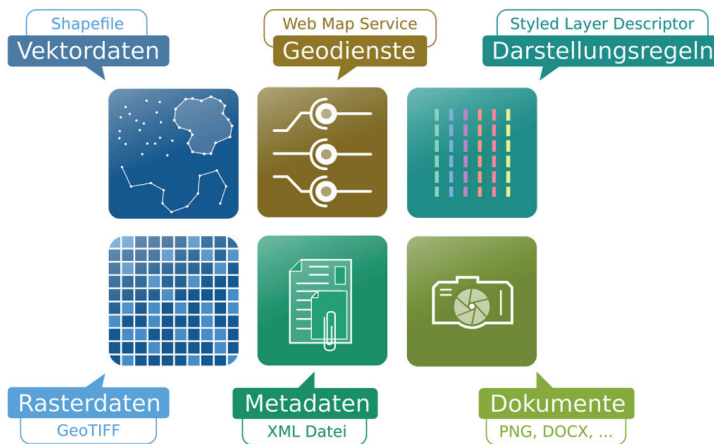 Shapefile
Vektordaten
Web Map Service
Geodienste
Styled Layer Descriptor
Darstellungsregeln
Rasterdaten
GeoTIFF
Metadaten
XML Datei
Dokumente
PNG, DOCX, ...